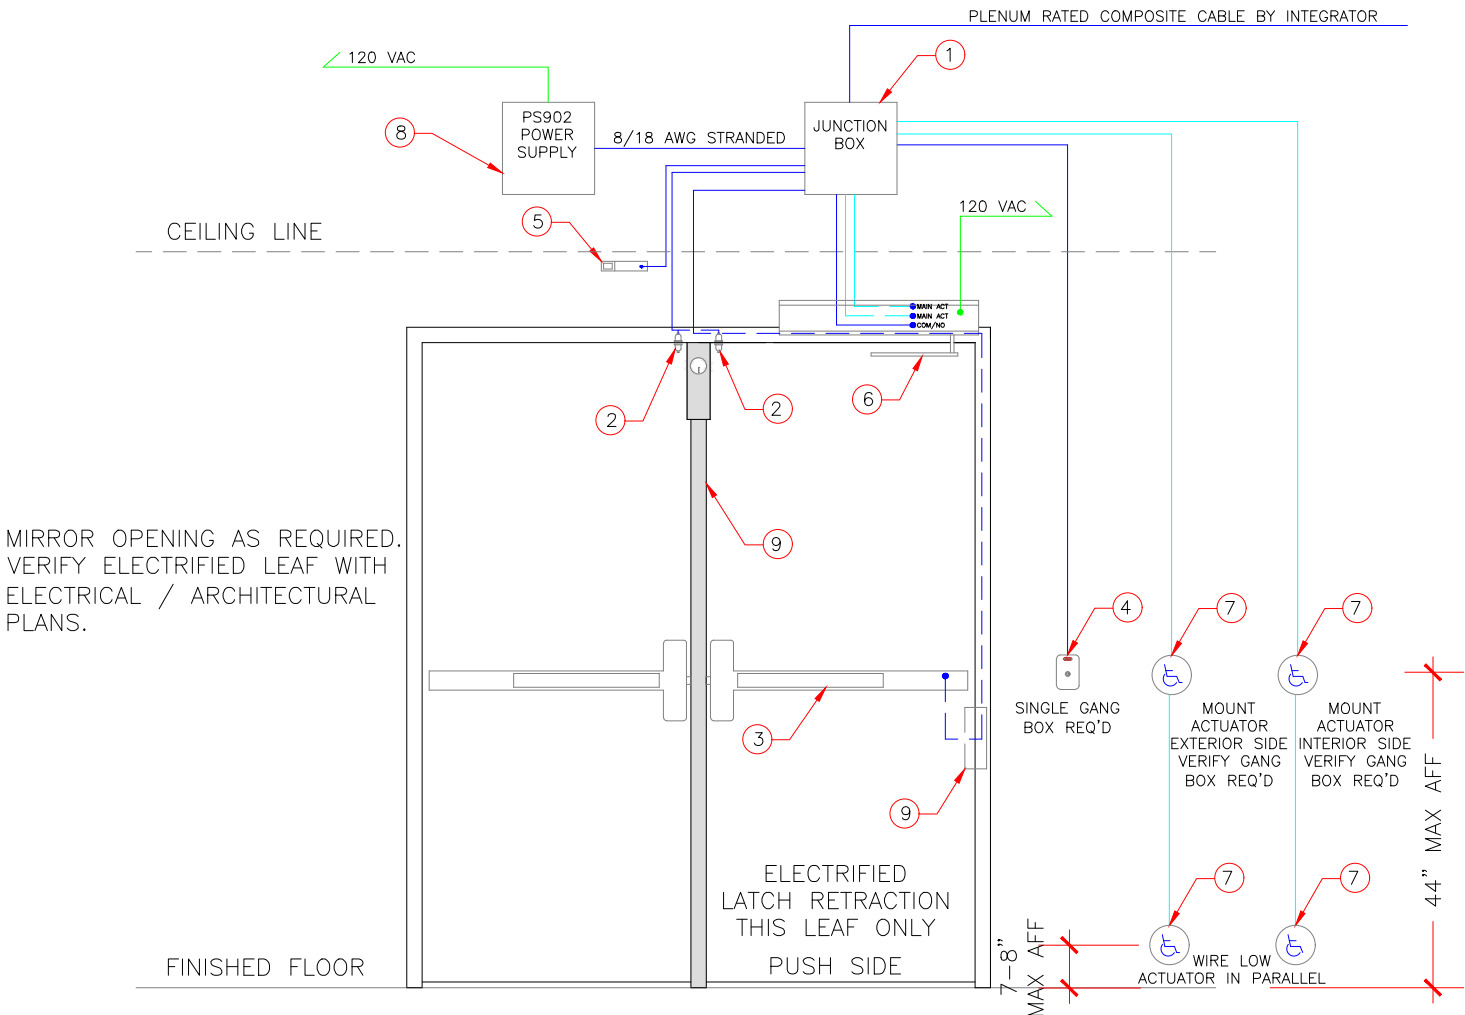 PLENUM RATED COMPOSITE CABLE BY INTEGRATOR
120 VAC
1
PS902
POWER
SUPPLY
8
8/18 AWG STRANDED
JUNCTION
BOX
120 VAC
5
CEILING LINE
MAIN ACT
MAIN ACT
COM/NO
2
2
6
9
MIRROR OPENING AS REQUIRED.
VERIFY ELECTRIFIED LEAF WITH
ELECTRICAL / ARCHITECTURAL
PLANS.
4
7
7
SINGLE GANG
BOX REQ'D
MOUNT
ACTUATOR
EXTERIOR SIDE
VERIFY GANG
BOX REQ'D
MOUNT
ACTUATOR
INTERIOR SIDE
VERIFY GANG
BOX REQ'D
3
9
44" MAX AFF
ELECTRIFIED
LATCH RETRACTION
THIS LEAF ONLY
PUSH SIDE
7
7
7-8"
MAX AFF
WIRE LOW
ACTUATOR IN PARALLEL
FINISHED FLOOR